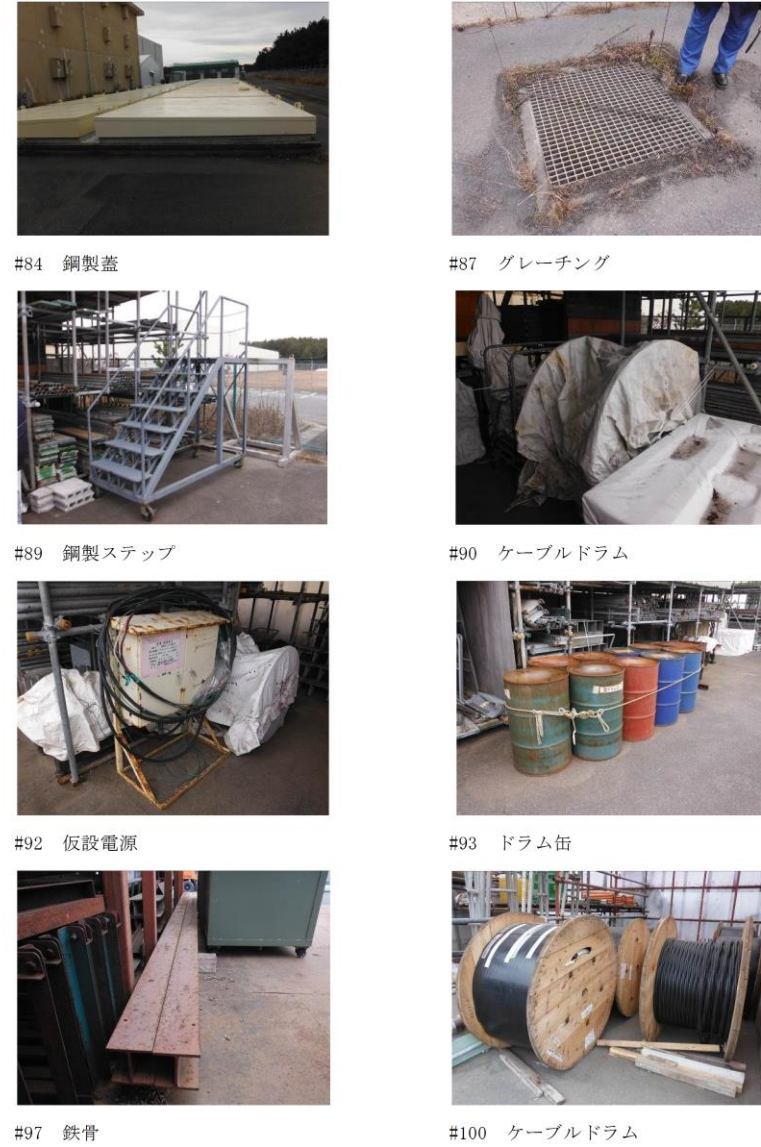 #84 鋼製蓋
#87 グレーチング
#89 鋼製ステップ
#90 ケーブルドラム
#92 仮設電源
#93 ドラム缶
#97 鉄骨
#100 ケーブルドラム